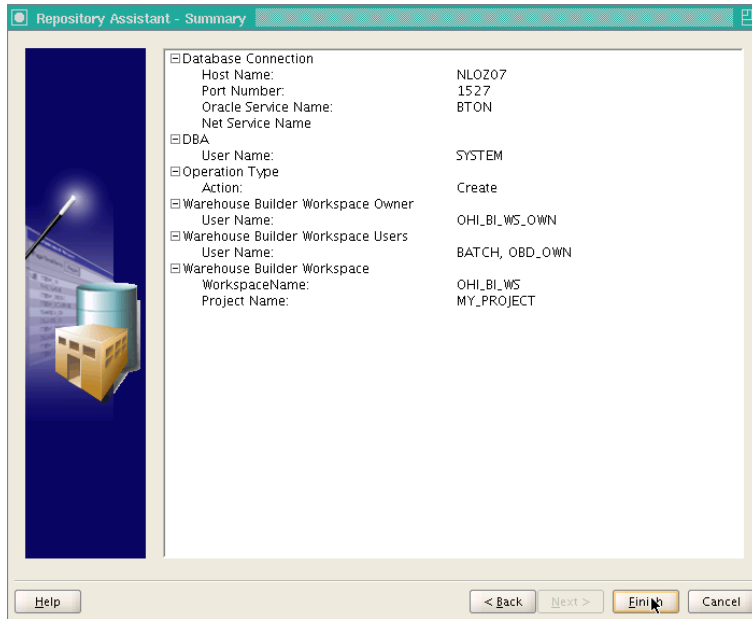 Repository Assistant - Summary
Database Connection
Host Name: NLOZ07
Port Number: 1527
Oracle Service Name: BTON
Net Service Name
DBA
User Name: SYSTEM
Operation Type
Action: Create
Warehouse Builder Workspace Owner
User Name: OHI_BI_WS_OWN
Warehouse Builder Workspace Users
User Name: BATCH, OBD_OWN
Warehouse Builder Workspace
WorkspaceName: OHI_BI_WS
Project Name: MY_PROJECT
Help < Back Next > Finish Cancel